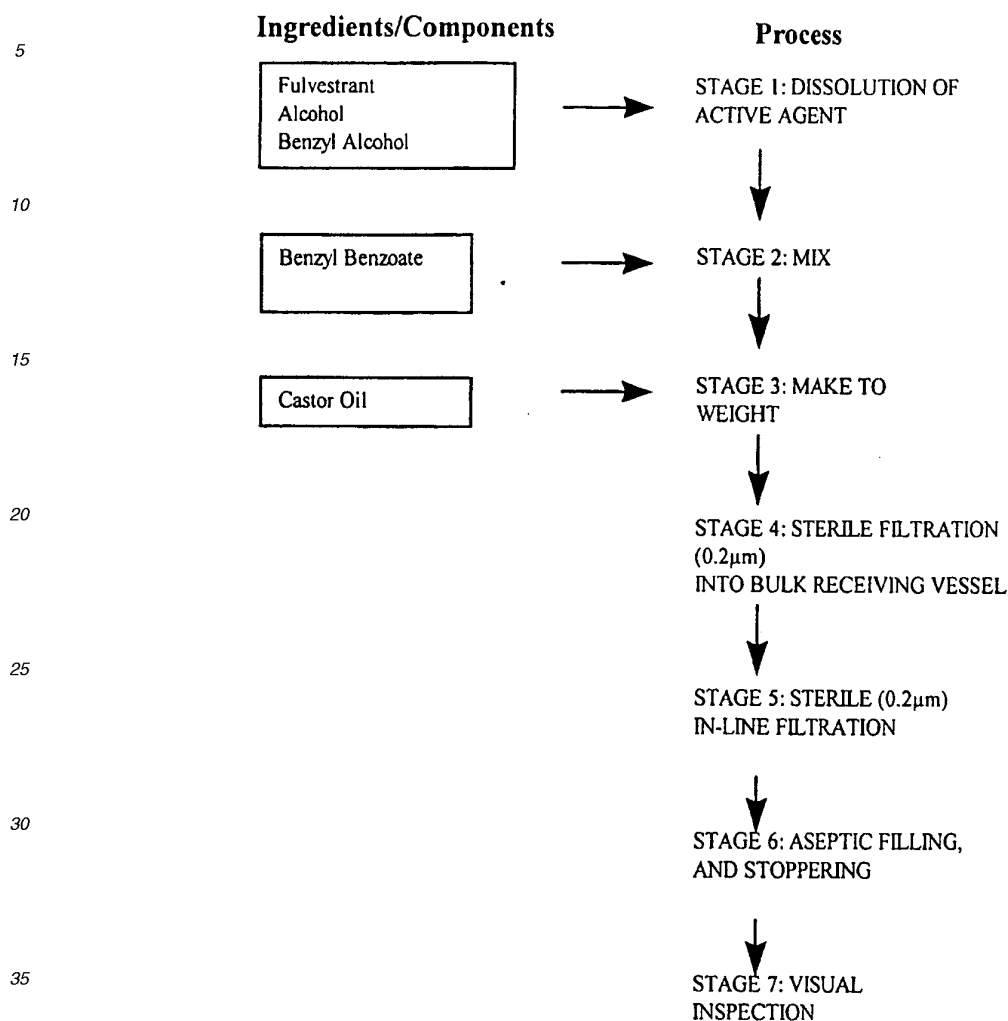 Ingredients/Components
Process
5
Fulvestrant
Alcohol
Benzyl Alcohol
STAGE 1: DISSOLUTION OF
ACTIVE AGENT
10
Benzyl Benzoate
STAGE 2: MIX
15
Castor Oil
STAGE 3: MAKE TO
WEIGHT
20
STAGE 4: STERILE FILTRATION
(0.2µm)
INTO BULK RECEIVING VESSEL
25
STAGE 5: STERILE (0.2µm)
IN-LINE FILTRATION
30
STAGE 6: ASEPTIC FILLING,
AND STOPPERING
35
STAGE 7: VISUAL
INSPECTION